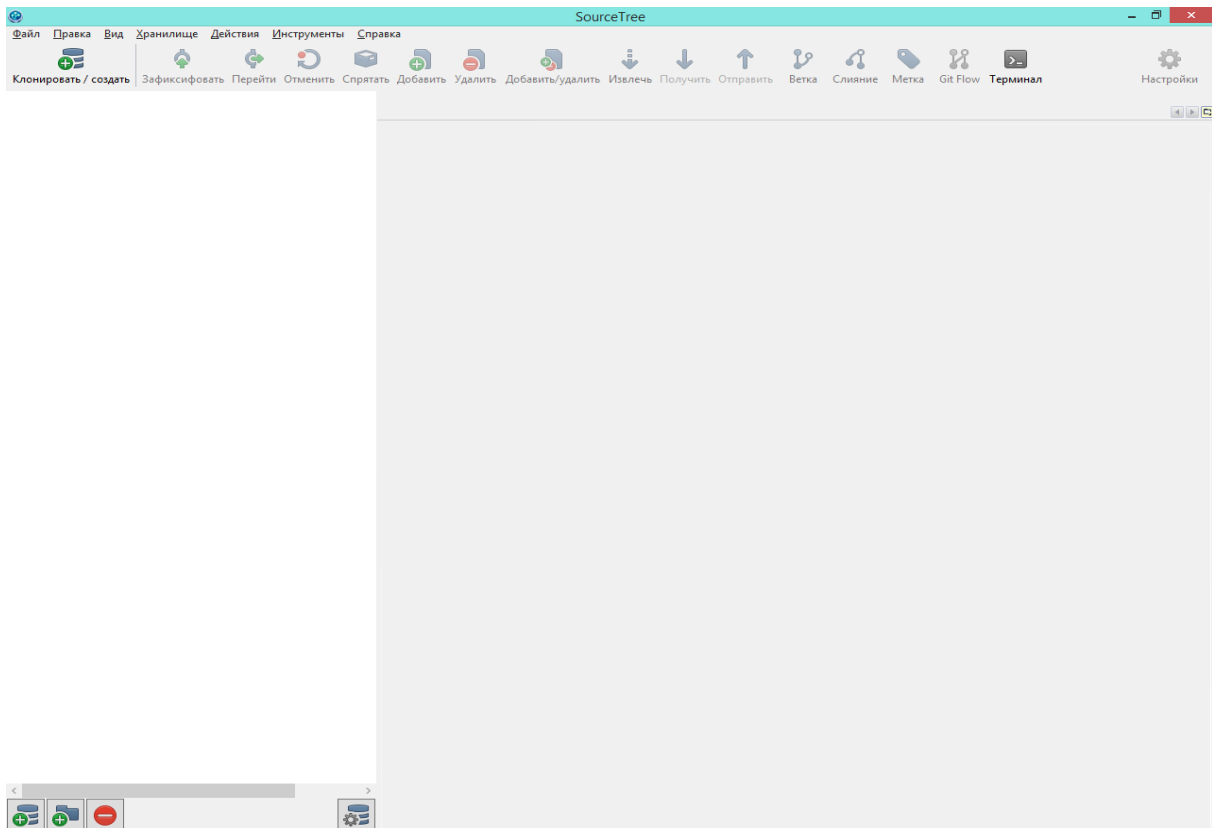 SourceTree
Файл Правка Вид Хранилище Действия Инструменты Справка
Клонировать / создать Зафиксифовать Перейти Отменить Спрятать Добавить Удалить Добавить/удалить Извлечь Получить Отправить Ветка Слияние Метка Git Flow Терминал Настройки